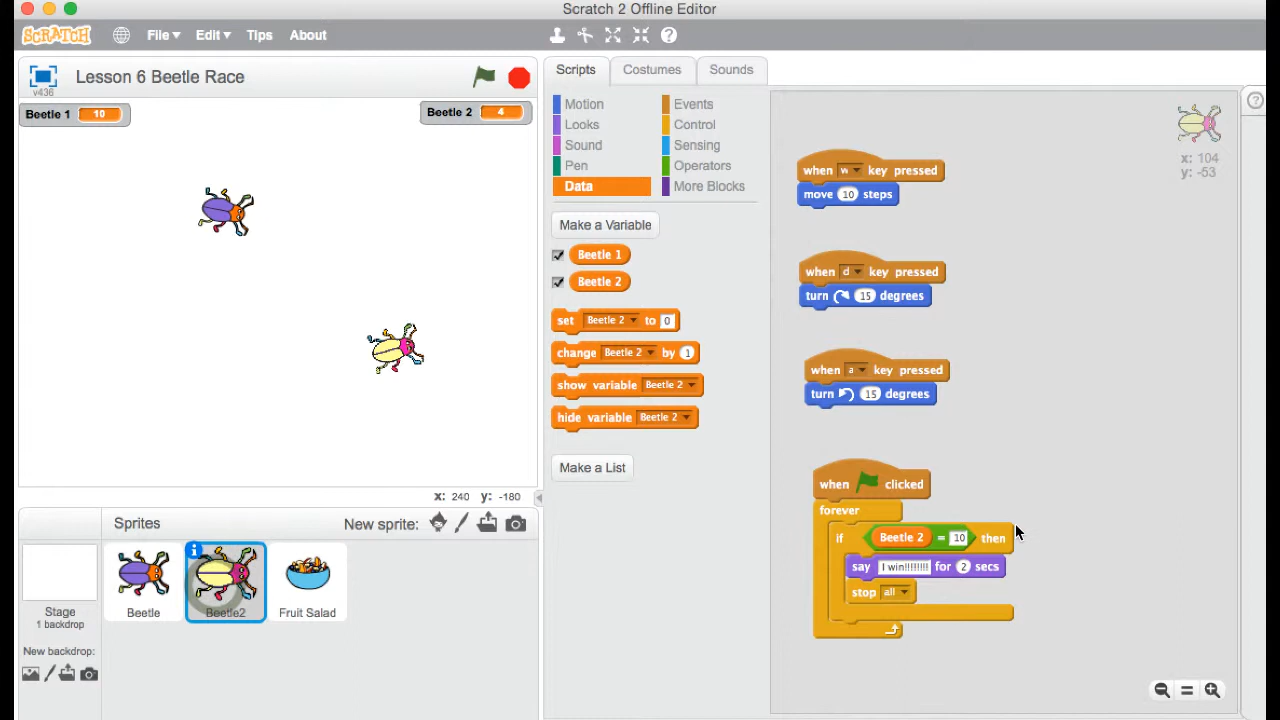 Scratch 2 Offline Editor
SCRATCH File Edit Tips About
v436 Lesson 6 Beetle Race
Beetle 1 10
Beetle 2 4
x: 240 y: -180
Sprites New sprite:
Stage
1 backdrop
New backdrop:
Beetle
Beetle2
Fruit Salad
Scripts Costumes Sounds
Motion Events
Looks Control
Sound Sensing
Pen Operators
Data More Blocks
Make a Variable
Beetle 1
Beetle 2
set Beetle 2 to 0
change Beetle 2 by 1
show variable Beetle 2
hide variable Beetle 2
Make a List
when w key pressed
move 10 steps
when d key pressed
turn 15 degrees
when a key pressed
turn 15 degrees
when clicked
forever
if Beetle 2 = 10 then
say I win!!!!!!!! for 2 secs
stop all
x: 104
y: -53